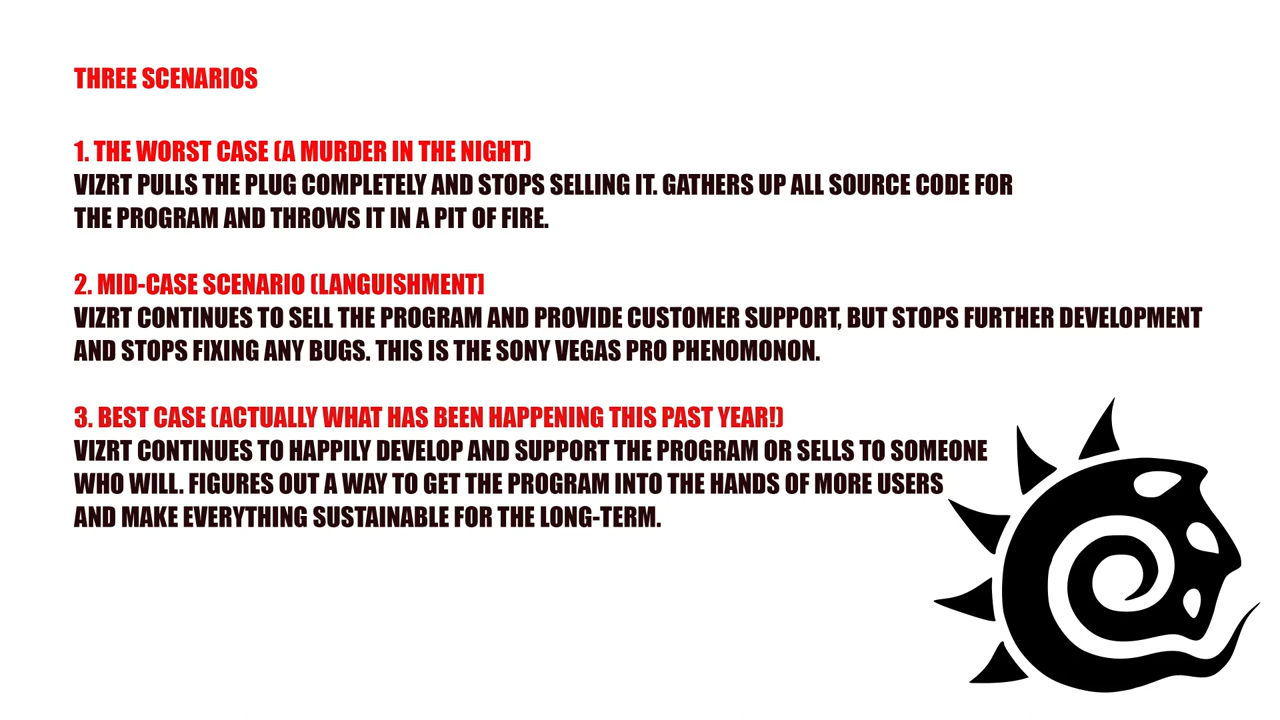 THREE SCENARIOS
1. THE WORST CASE (A MURDER IN THE NIGHT)
VIZRT PULLS THE PLUG COMPLETELY AND STOPS SELLING IT. GATHERS UP ALL SOURCE CODE FOR
THE PROGRAM AND THROWS IT IN A PIT OF FIRE.
2. MID-CASE SCENARIO (LANGUISHMENT]
VIZRT CONTINUES TO SELL THE PROGRAM AND PROVIDE CUSTOMER SUPPORT, BUT STOPS FURTHER DEVELOPMENT
AND STOPS FIXING ANY BUGS. THIS IS THE SONY VEGAS PRO PHENOMONON.
3. BEST CASE (ACTUALLY WHAT HAS BEEN HAPPENING THIS PAST YEAR!)
VIZRT CONTINUES TO HAPPILY DEVELOP AND SUPPORT THE PROGRAM OR SELLS TO SOMEONE
WHO WILL. FIGURES OUT A WAY TO GET THE PROGRAM INTO THE HANDS OF MORE USERS
AND MAKE EVERYTHING SUSTAINABLE FOR THE LONG-TERM.